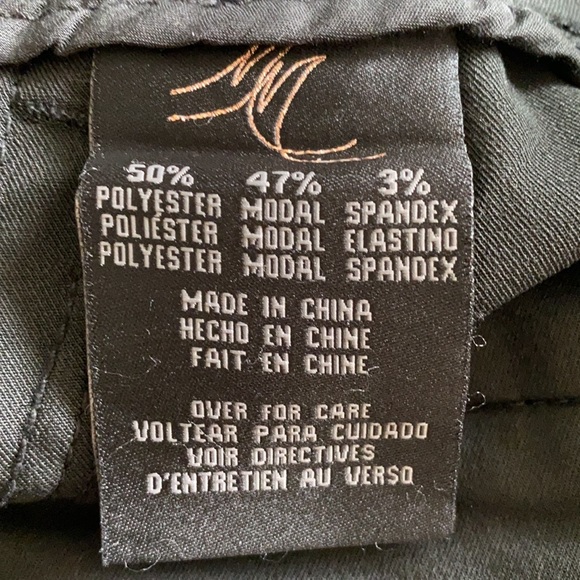 50% 47% 3%
POLYESTER MODAL SPANDEX
POLIÉSTER MODAL ELASTINO
POLYESTER MODAL SPANDEX
MADE IN CHINA
HECHO EN CHINE
FAIT EN CHINE
OVER FOR CARE
VOLTEAR PARA CUIDADO
VOIR DIRECTIVES
D'ENTRETIEN AU VERSO